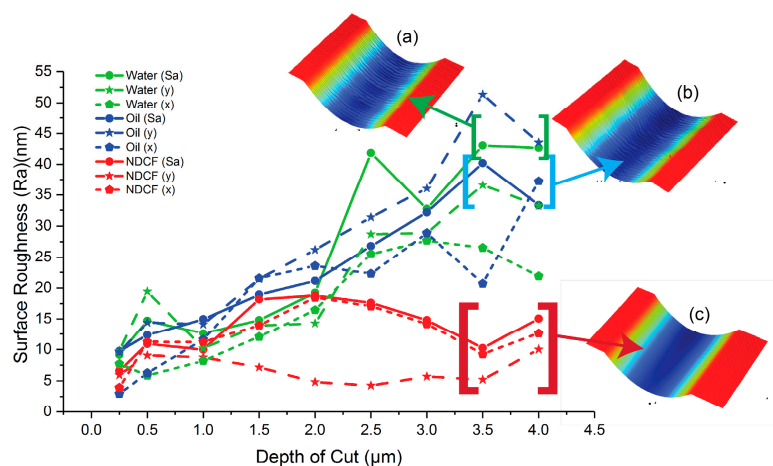 (a)
(b)
(c)
55
50
45
40
35
30
25
20
15
10
5
0
Surface Roughness (Ra)(nm)
Water (Sa)
Water (y)
Water (x)
Oil (Sa)
Oil (y)
Oil (x)
NDCF (Sa)
NDCF (y)
NDCF (x)
0.0 0.5 1.0 1.5 2.0 2.5 3.0 3.5 4.0 4.5
Depth of Cut (μm)